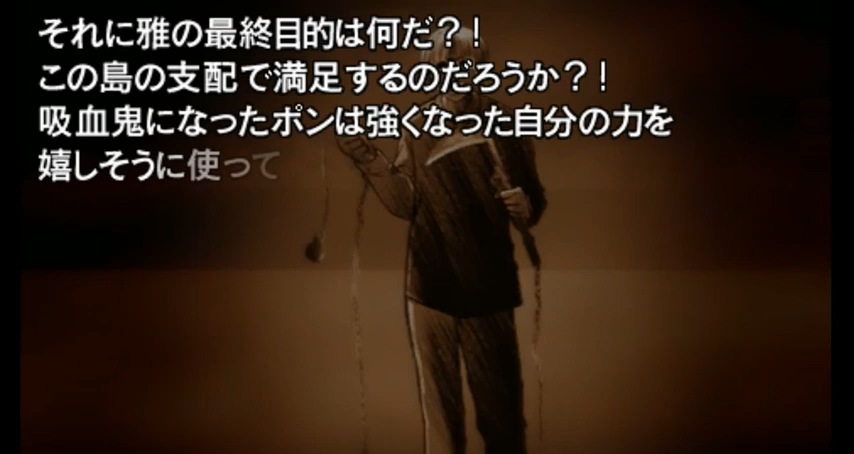 それに雅の最終目的は何だ？！
この島の支配で満足するのだろうか？！
吸血鬼になったポンは強くなった自分の力を
嬉しそうに使って